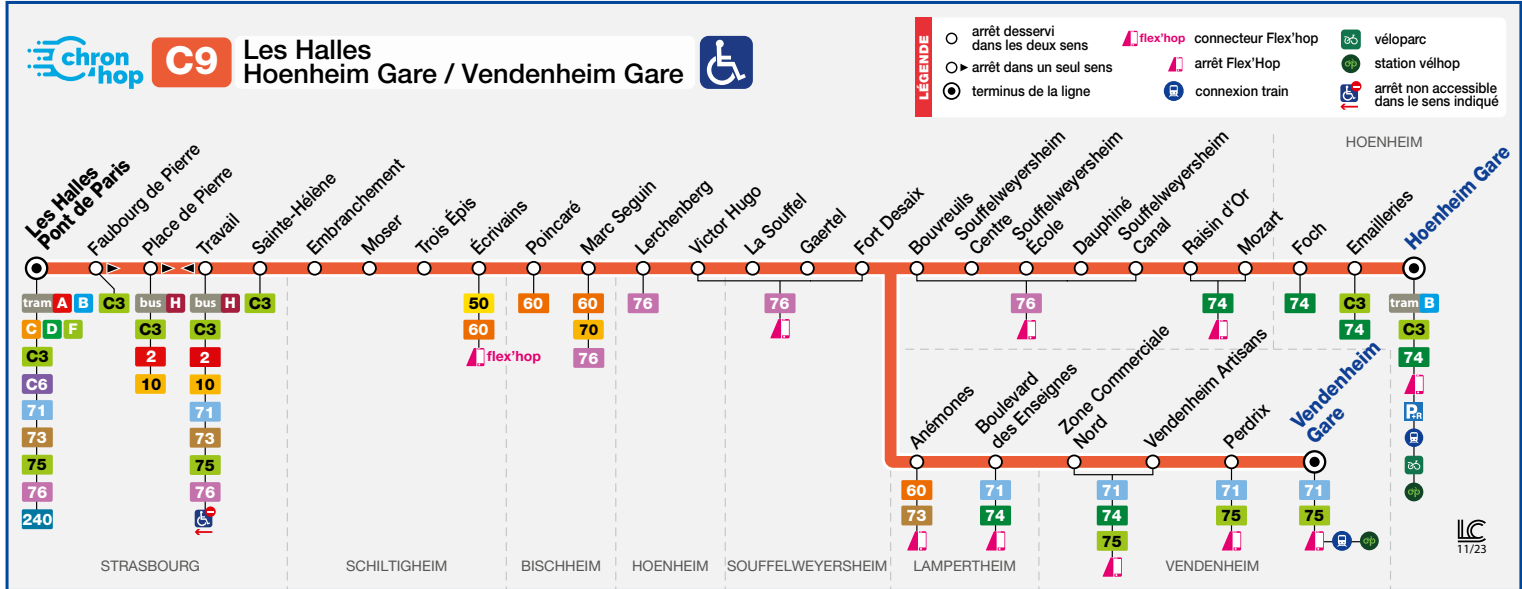 chron
hop
C9
Les Halles
Hoenheim Gare / Vendenheim Gare
LÉGENDE
arrêt desservi
dans les deux sens
arrêt dans un seul sens
terminus de la ligne
flex'hop connecteur Flex'hop
arrêt Flex'Hop
connexion train
véloparc
station vélhop
arrêt non accessible
dans le sens indiqué
HOENHEIM
Les Halles
Pont de Paris
Faubourg de Pierre
Place de Pierre
Travail
Sainte-Hélène
Embranchement
Moser
Trois Épis
Écrivains
Poincaré
Marc Seguin
Lerchenberg
Victor Hugo
La Souffel
Gaertel
Fort Desaix
Bouvreuils
Souffelweyersheim
Centre
Souffelweyersheim
École
Dauphiné
Souffelweyersheim
Canal
Raisin d'Or
Mozart
Foch
Emailleries
Hoenheim Gare
tram A B
C D F
C3
C6
71
73
75
76
240
C3
bus H
C3
2
10
bus H
C3
2
10
71
73
75
76
C3
50
60
flex'hop
60
60
70
76
76
76
76
74
74
C3
74
tram B
C3
74
P+R
Anémones
Boulevard
des Enseignes
Zone Commerciale
Nord
Vendenheim Artisans
Perdrix
Vendenheim
Gare
60
73
71
74
71
74
75
71
75
71
75
STRASBOURG
SCHILTIGHEIM
BISCHHEIM
HOENHEIM
SOUFFELWEYERSHEIM
LAMPERTHEIM
VENDENHEIM
LC
11/23